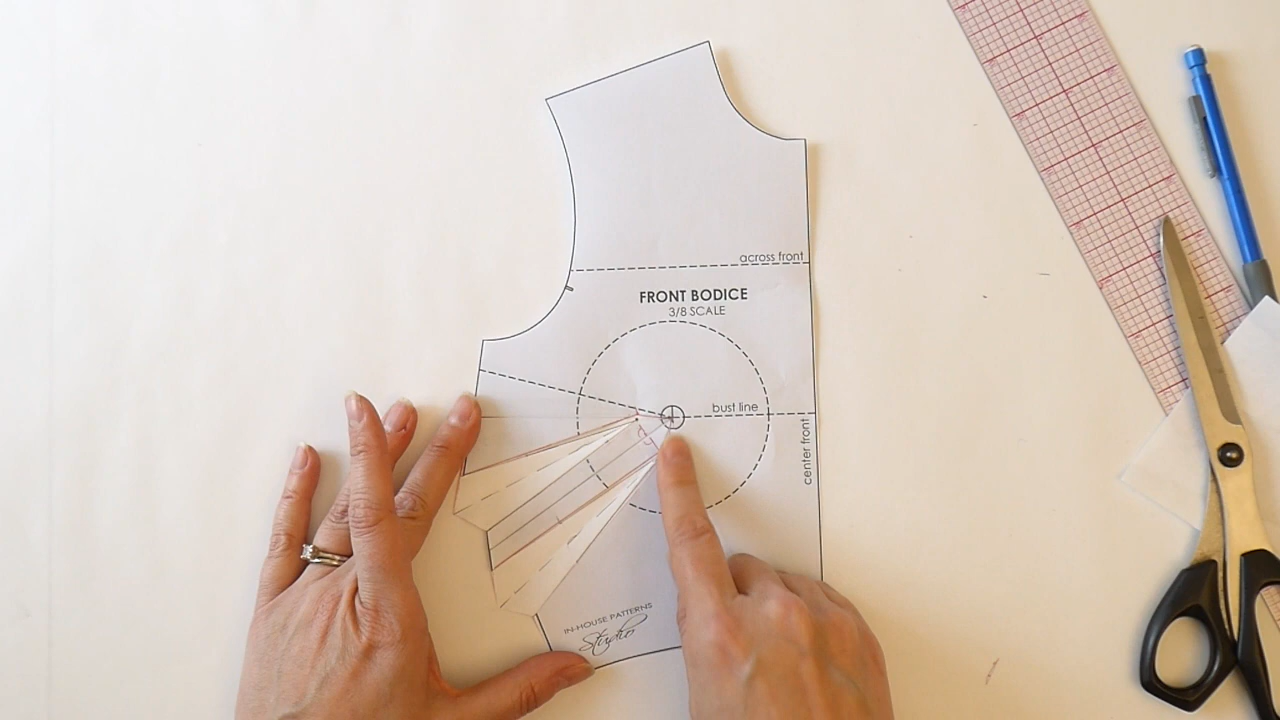 across front
FRONT BODICE
3/8 SCALE
bust line
center front
IN-HOUSE PATTERNS
Studio